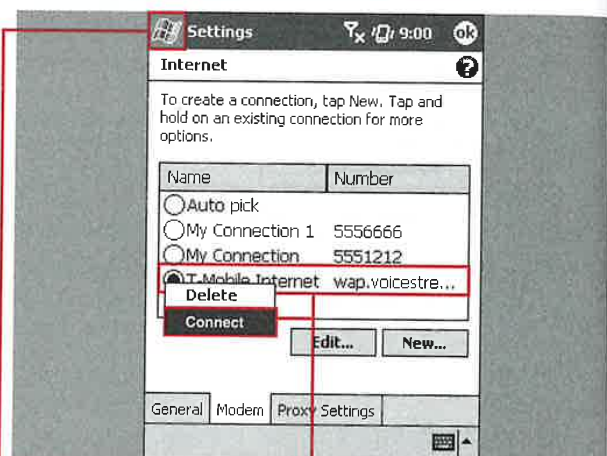 Settings 9:00 ok
Internet
To create a connection, tap New. Tap and
hold on an existing connection for more
options.
Name Number
Auto pick
My Connection 1 5556666
My Connection 5551212
T-Mobile Internet wap.voicestre...
Delete
Connect
Edit... New...
General Modem Proxy Settings